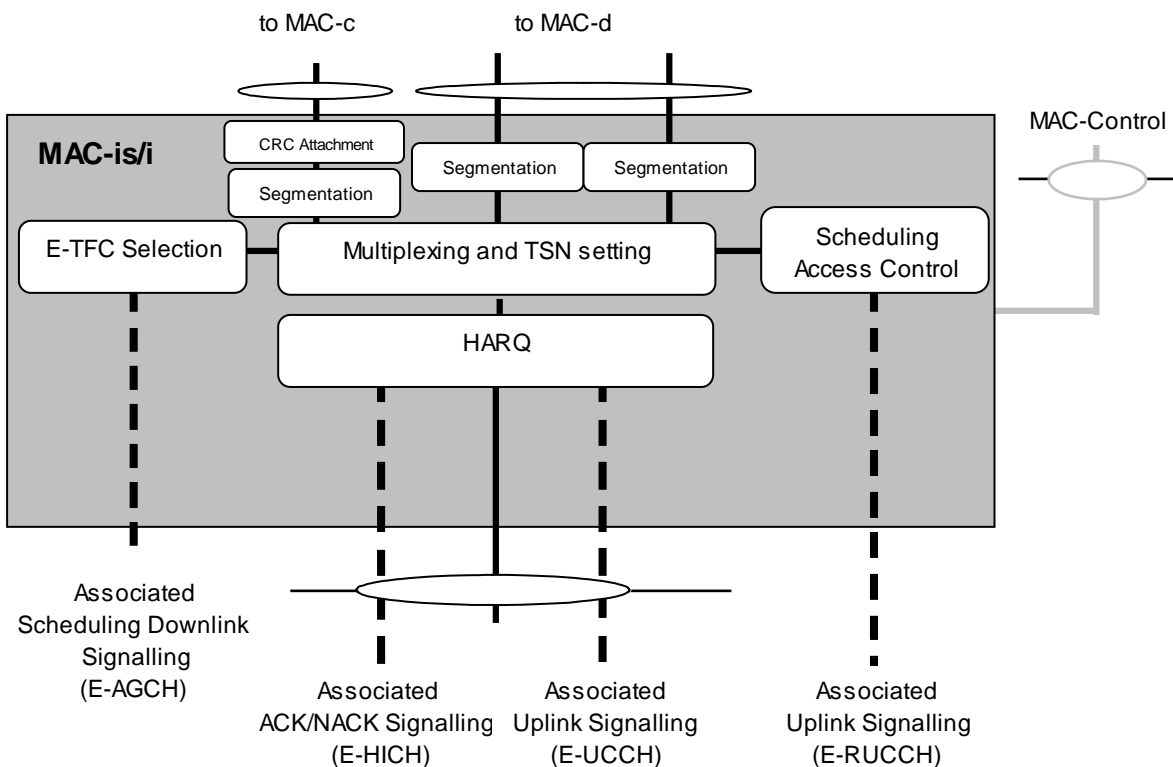 to MAC-c
to MAC-d
MAC-Control
MAC-is/i
CRC Attachment
Segmentation
Segmentation
Segmentation
E-TFC Selection
Multiplexing and TSN setting
Scheduling
Access Control
HARQ
Associated
Scheduling Downlink
Signalling
(E-AGCH)
Associated
ACK/NACK Signalling
(E-HICH)
Associated
Uplink Signalling
(E-UCCH)
Associated
Uplink Signalling
(E-RUCCH)